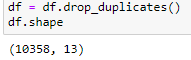 df = df.drop_duplicates()
df.shape
(10358, 13)